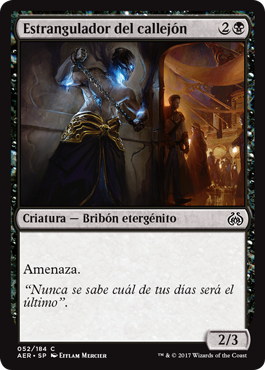 Estrangulador del callejón 2
Criatura — Bribón etergénito
Amenaza.
“Nunca se sabe cuál de tus días será el
último”.
2/3
052/184 C
AER • SP Efflam Mercier
™ & © 2017 Wizards of the Coast